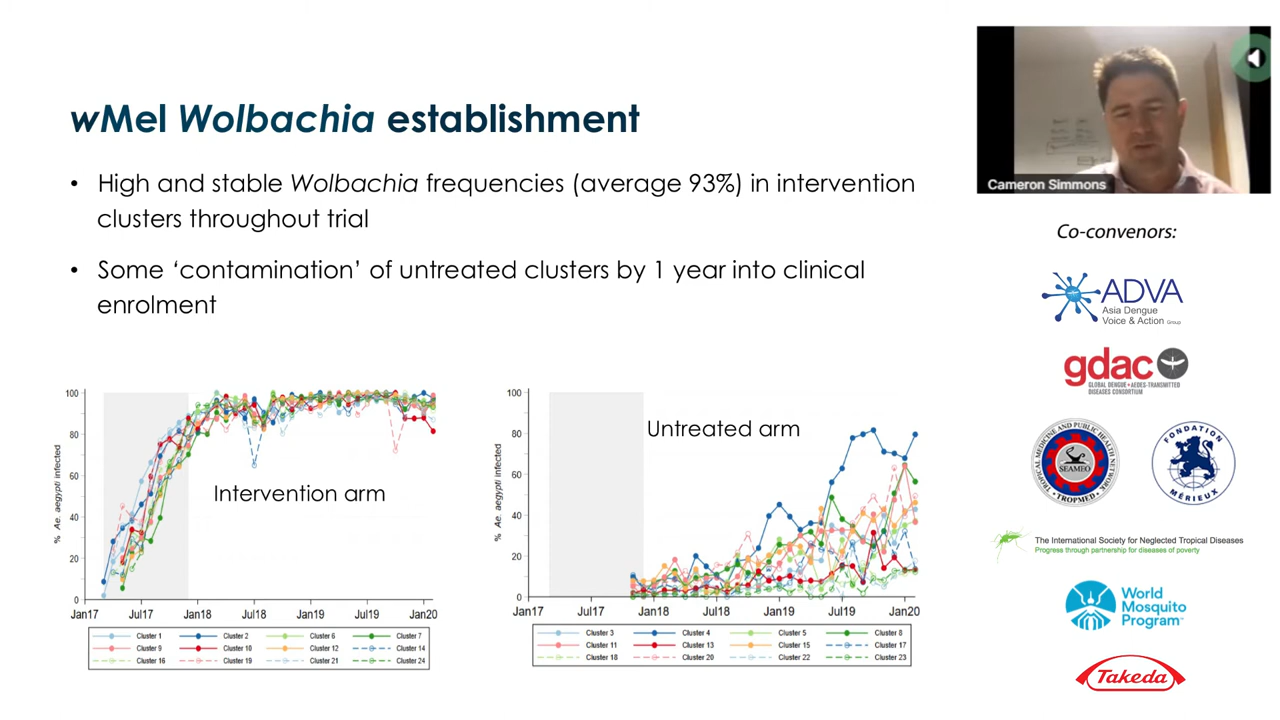 wMel Wolbachia establishment
• High and stable Wolbachia frequencies (average 93%) in intervention
clusters throughout trial
• Some ‘contamination’ of untreated clusters by 1 year into clinical
enrolment
Cameron Simmons
Co-convenors:
ADVA
Asia Dengue
Voice & Action Group
gdac
GLOBAL DENGUE & AEDES-TRANSMITTED
DISEASES CONSORTIUM
TROPICAL MEDICINE AND PUBLIC HEALTH NETWORK
SEAMEO
TROPMED
FONDATION
MÉRIEUX
The International Society for Neglected Tropical Diseases
Progress through partnership for diseases of poverty
World
Mosquito
Program™
Takeda
% Ae. aegypti infected
100
80
60
40
20
0
Intervention arm
Jan17 Jul17 Jan18 Jul18 Jan19 Jul19 Jan20
Cluster 1 Cluster 2 Cluster 6 Cluster 7
Cluster 9 Cluster 10 Cluster 12 Cluster 14
Cluster 16 Cluster 19 Cluster 21 Cluster 24
% Ae. aegypti infected
100
80
60
40
20
0
Untreated arm
Jan17 Jul17 Jan18 Jul18 Jan19 Jul19 Jan20
Cluster 3 Cluster 4 Cluster 5 Cluster 8
Cluster 11 Cluster 13 Cluster 15 Cluster 17
Cluster 18 Cluster 20 Cluster 22 Cluster 23